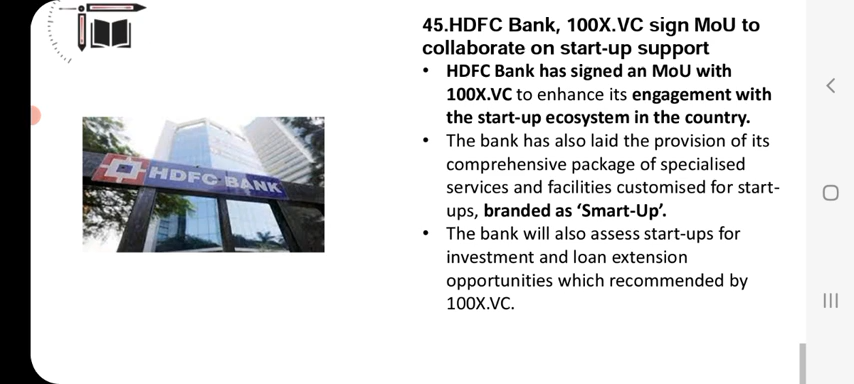 45.HDFC Bank, 100X.VC sign MoU to
collaborate on start-up support
• HDFC Bank has signed an MoU with
100X.VC to enhance its engagement with
the start-up ecosystem in the country.
• The bank has also laid the provision of its
comprehensive package of specialised
services and facilities customised for start-
ups, branded as ‘Smart-Up’.
• The bank will also assess start-ups for
investment and loan extension
opportunities which recommended by
100X.VC.
HDFC BANK